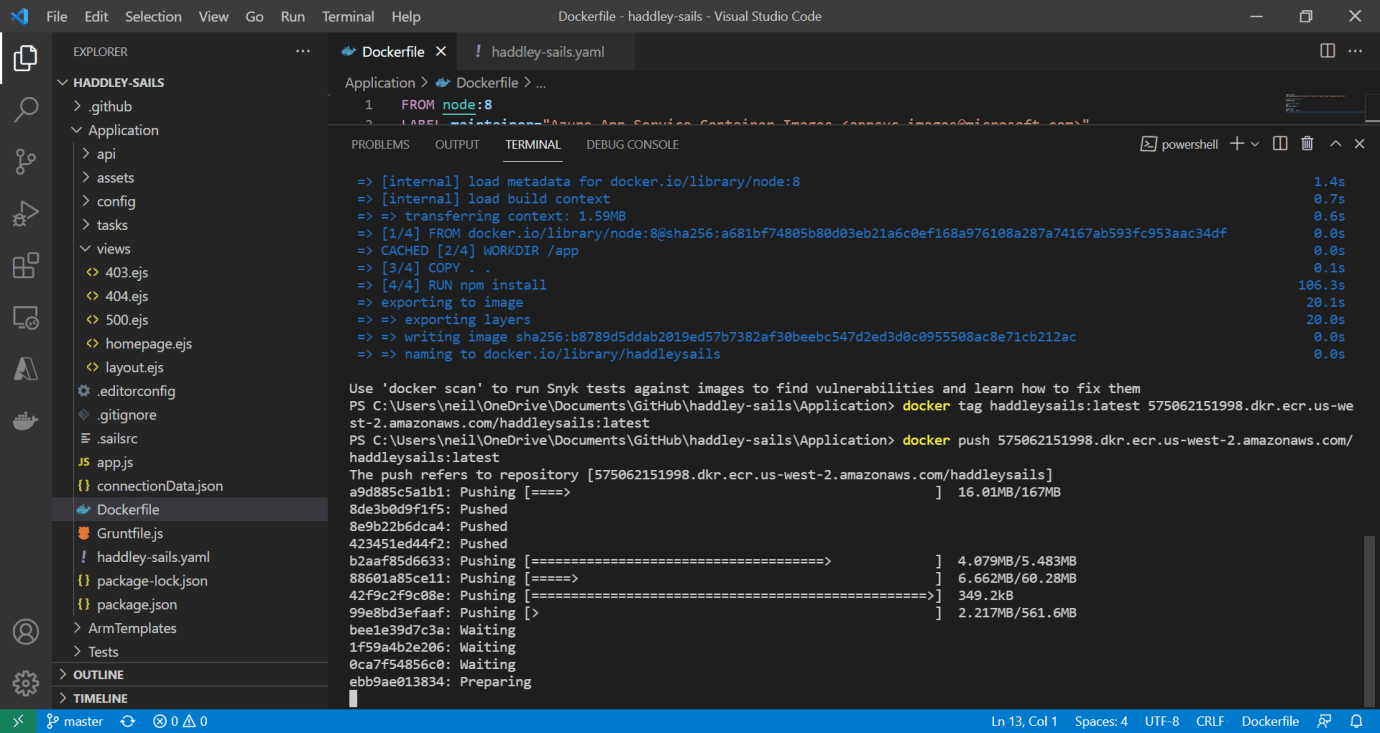 File Edit Selection View Go Run Terminal Help Dockerfile - haddley-sails - Visual Studio Code
EXPLORER
HADDLEY-SAILS
.github
Application
api
assets
config
tasks
views
<> 403.ejs
<> 404.ejs
<> 500.ejs
<> homepage.ejs
<> layout.ejs
.editorconfig
.gitignore
.sailsrc
JS app.js
{} connectionData.json
Dockerfile
Gruntfile.js
! haddley-sails.yaml
{} package-lock.json
{} package.json
ArmTemplates
Tests
OUTLINE
TIMELINE
Dockerfile ! haddley-sails.yaml
Application > Dockerfile > ...
1 FROM node:8
2 LABEL maintainer="Azure App Service Container Images <appsvc-images@microsoft.com>"
PROBLEMS OUTPUT TERMINAL DEBUG CONSOLE powershell
=> [internal] load metadata for docker.io/library/node:8 1.4s
=> [internal] load build context 0.7s
=> => transferring context: 1.59MB 0.6s
=> [1/4] FROM docker.io/library/node:8@sha256:a681bf74805b80d03eb21a6c0ef168a976108a287a74167ab593fc953aac34df 0.0s
=> CACHED [2/4] WORKDIR /app 0.0s
=> [3/4] COPY . . 0.1s
=> [4/4] RUN npm install 106.3s
=> exporting to image 20.1s
=> => exporting layers 20.0s
=> => writing image sha256:b8789d5ddab2019ed57b7382af30beebc547d2ed3d0c0955508ac8e71cb212ac 0.0s
=> => naming to docker.io/library/haddleysails 0.0s
Use 'docker scan' to run Snyk tests against images to find vulnerabilities and learn how to fix them
PS C:\Users\neil\OneDrive\Documents\GitHub\haddley-sails\Application> docker tag haddleysails:latest 575062151998.dkr.ecr.us-we
st-2.amazonaws.com/haddleysails:latest
PS C:\Users\neil\OneDrive\Documents\GitHub\haddley-sails\Application> docker push 575062151998.dkr.ecr.us-west-2.amazonaws.com/
haddleysails:latest
The push refers to repository [575062151998.dkr.ecr.us-west-2.amazonaws.com/haddleysails]
a9d885c5a1b1: Pushing [====> ] 16.01MB/167MB
8de3b0d9f1f5: Pushed
8e9b22b6dca4: Pushed
423451ed44f2: Pushed
b2aaf85d6633: Pushing [=====================================> ] 4.079MB/5.483MB
88601a85ce11: Pushing [=====> ] 6.662MB/60.28MB
42f9c2f9c08e: Pushing [==================================================>] 349.2kB
99e8bd3efaaf: Pushing [> ] 2.217MB/561.6MB
bee1e39d7c3a: Waiting
1f59a4b2e206: Waiting
0ca7f54856c0: Waiting
ebb9ae013834: Preparing
master 0 0 Ln 13, Col 1 Spaces: 4 UTF-8 CRLF Dockerfile